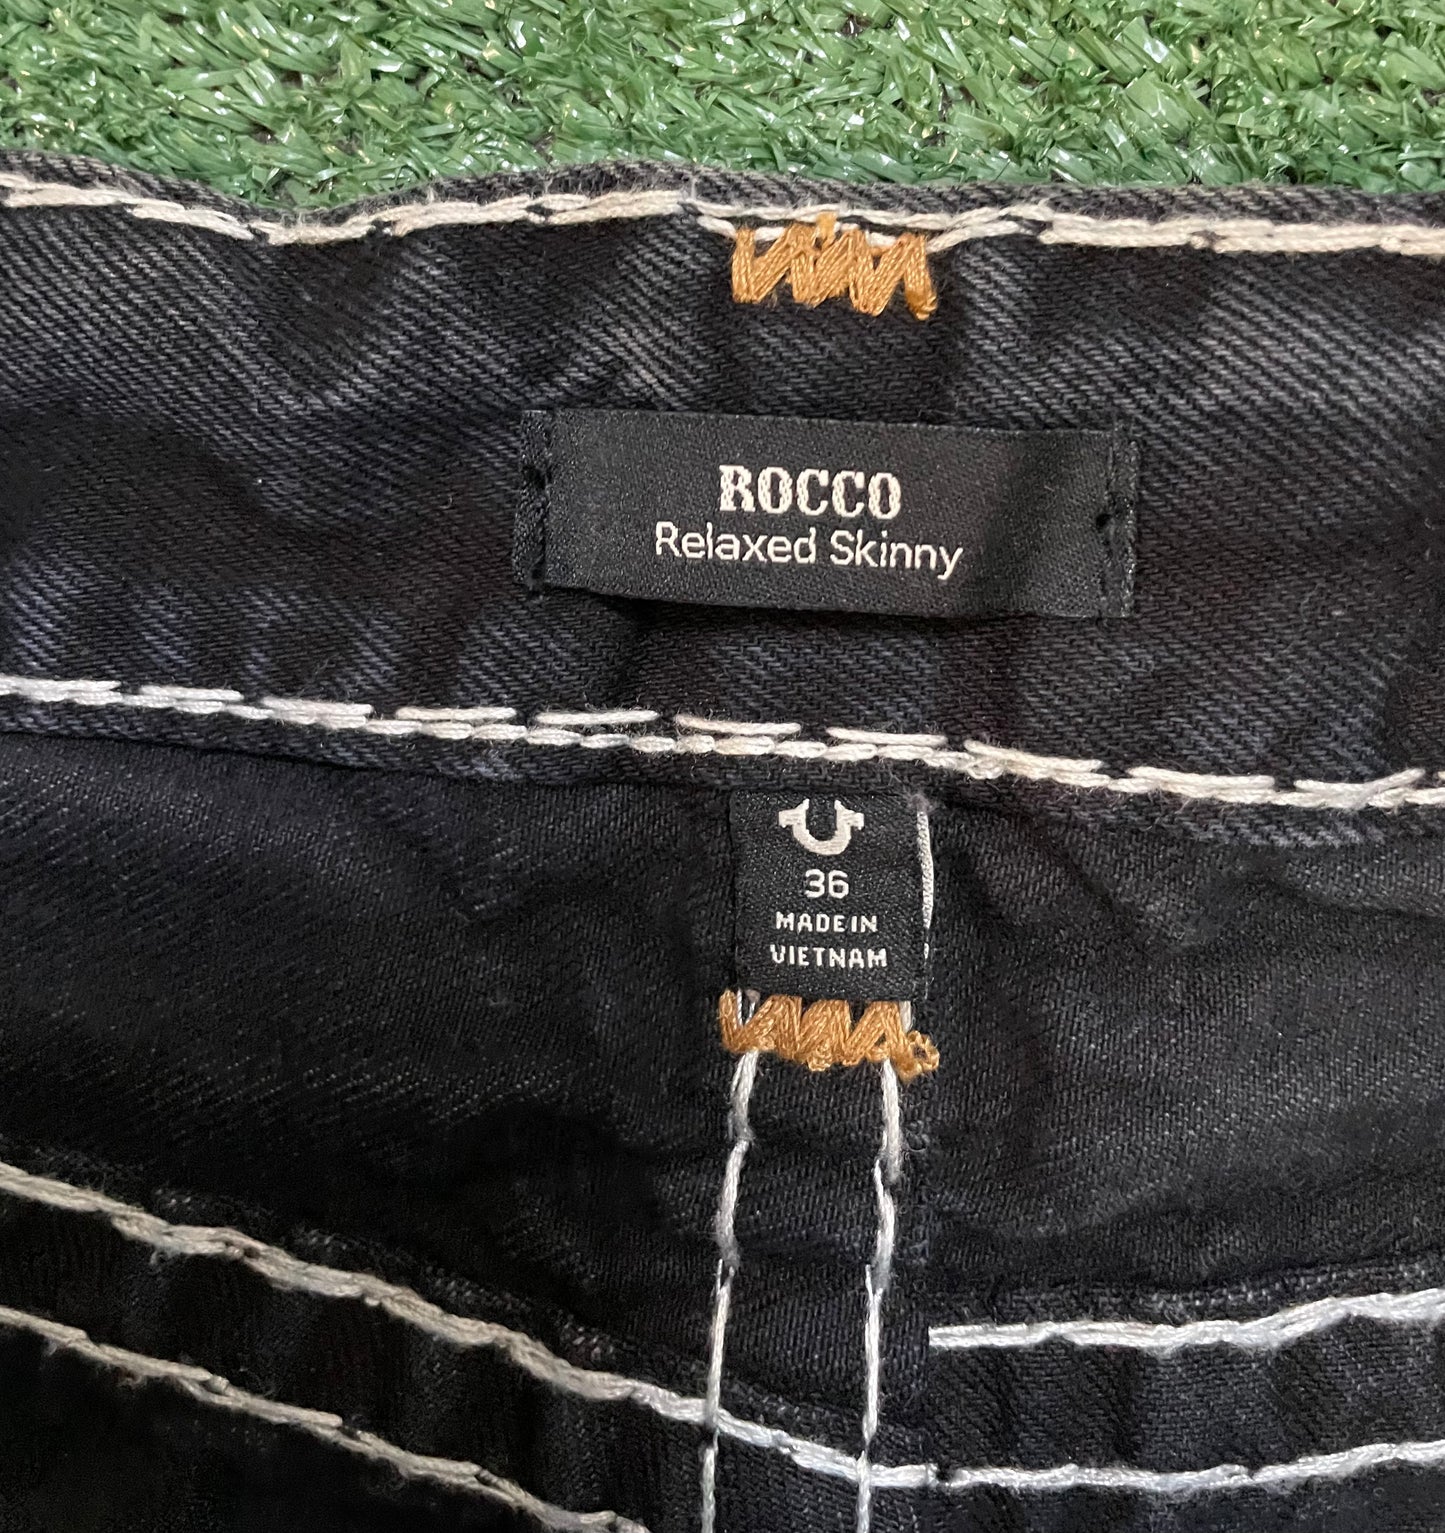 ROCCO
Relaxed Skinny
36
MADE IN
VIETNAM